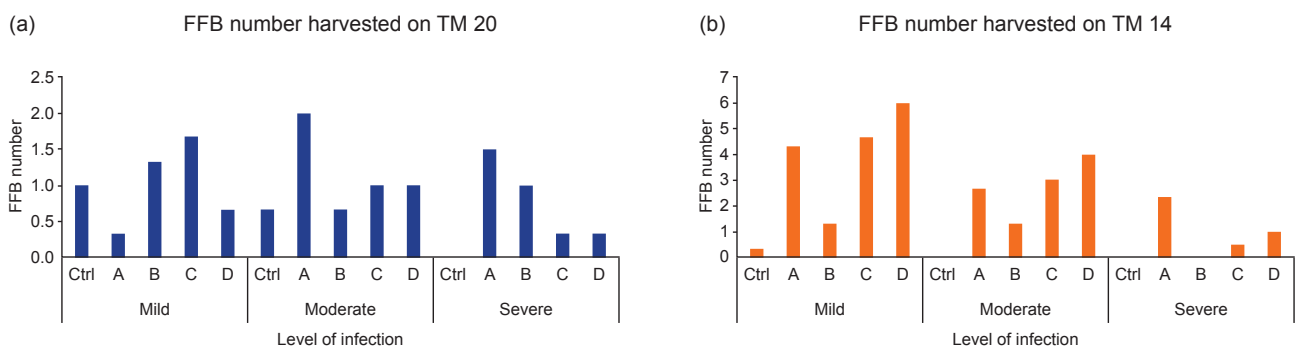 (a) FFB number harvested on TM 20
FFB number
2.5
2.0
1.5
1.0
0.5
0.0
Ctrl A B C D Ctrl A B C D Ctrl A B C D
Mild Moderate Severe
Level of infection
(b) FFB number harvested on TM 14
FFB number
7
6
5
4
3
2
1
0
Ctrl A B C D Ctrl A B C D Ctrl A B C D
Mild Moderate Severe
Level of infection